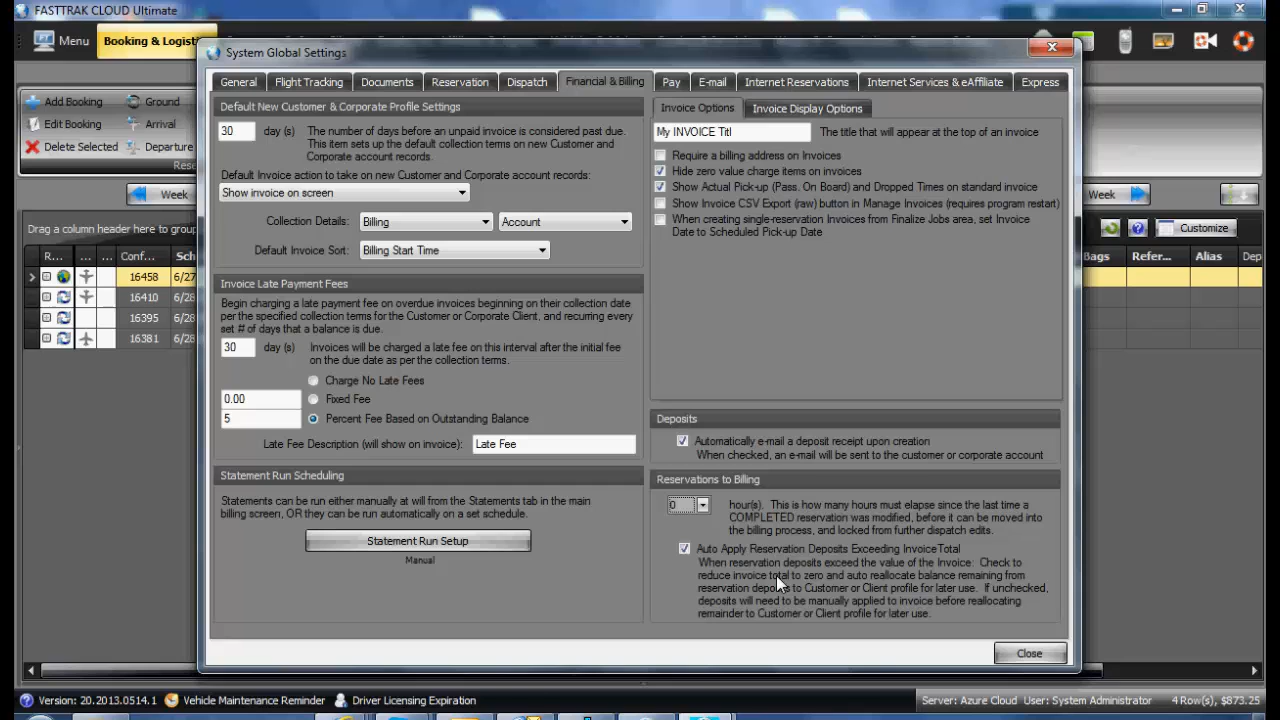 FASTTRAK CLOUD Ultimate
Menu
Booking & Logisti
System Global Settings
General
Flight Tracking
Documents
Reservation
Dispatch
Financial & Billing
Pay
E-mail
Internet Reservations
Internet Services & eAffiliate
Express
Add Booking
Ground
Edit Booking
Arrival
Delete Selected
Departure
Rese
Week
Drag a column header here to group
R...
...
...
Conf...
Sch
16458
6/27
16410
6/28
16395
6/28
16381
6/28
Default New Customer & Corporate Profile Settings
30
day (s)
The number of days before an unpaid invoice is considered past due.
This item sets up the default collection terms on new Customer and
Corporate account records.
Default Invoice action to take on new Customer and Corporate account records:
Show invoice on screen
Collection Details:
Billing
Account
Default Invoice Sort:
Billing Start Time
Invoice Late Payment Fees
Begin charging a late payment fee on overdue invoices beginning on their collection date
per the specified collection terms for the Customer or Corporate Client, and recurring every
set # of days that a balance is due.
30
day (s)
Invoices will be charged a late fee on this interval after the initial fee
on the due date as per the collection terms.
Charge No Late Fees
0.00
Fixed Fee
5
Percent Fee Based on Outstanding Balance
Late Fee Description (will show on invoice):
Late Fee
Statement Run Scheduling
Statements can be run either manually at will from the Statements tab in the main
billing screen, OR they can be run automatically on a set schedule.
Statement Run Setup
Manual
Invoice Options
Invoice Display Options
My INVOICE Titl
The title that will appear at the top of an invoice
Require a billing address on Invoices
Hide zero value charge items on invoices
Show Actual Pick-up (Pass. On Board) and Dropped Times on standard invoice
Show Invoice CSV Export (raw) button in Manage Invoices (requires program restart)
When creating single-reservation Invoices from Finalize Jobs area, set Invoice
Date to Scheduled Pick-up Date
Deposits
Automatically e-mail a deposit receipt upon creation
When checked, an e-mail will be sent to the customer or corporate account
Reservations to Billing
0
hour(s). This is how many hours must elapse since the last time a
COMPLETED reservation was modified, before it can be moved into
the billing process, and locked from further dispatch edits.
Auto Apply Reservation Deposits Exceeding Invoice Total
When reservation deposits exceed the value of the Invoice: Check to
reduce invoice total to zero and auto reallocate balance remaining from
reservation deposits to Customer or Client profile for later use. If unchecked,
deposits will need to be manually applied to invoice before reallocating
remainder to Customer or Client profile for later use.
Close
Week
Customize
Bags
Refer...
Alias
Dep
Version: 20.2013.0514.1
Vehicle Maintenance Reminder
Driver Licensing Expiration
Server: Azure Cloud User: System Administrator
4 Row(s), $873.25